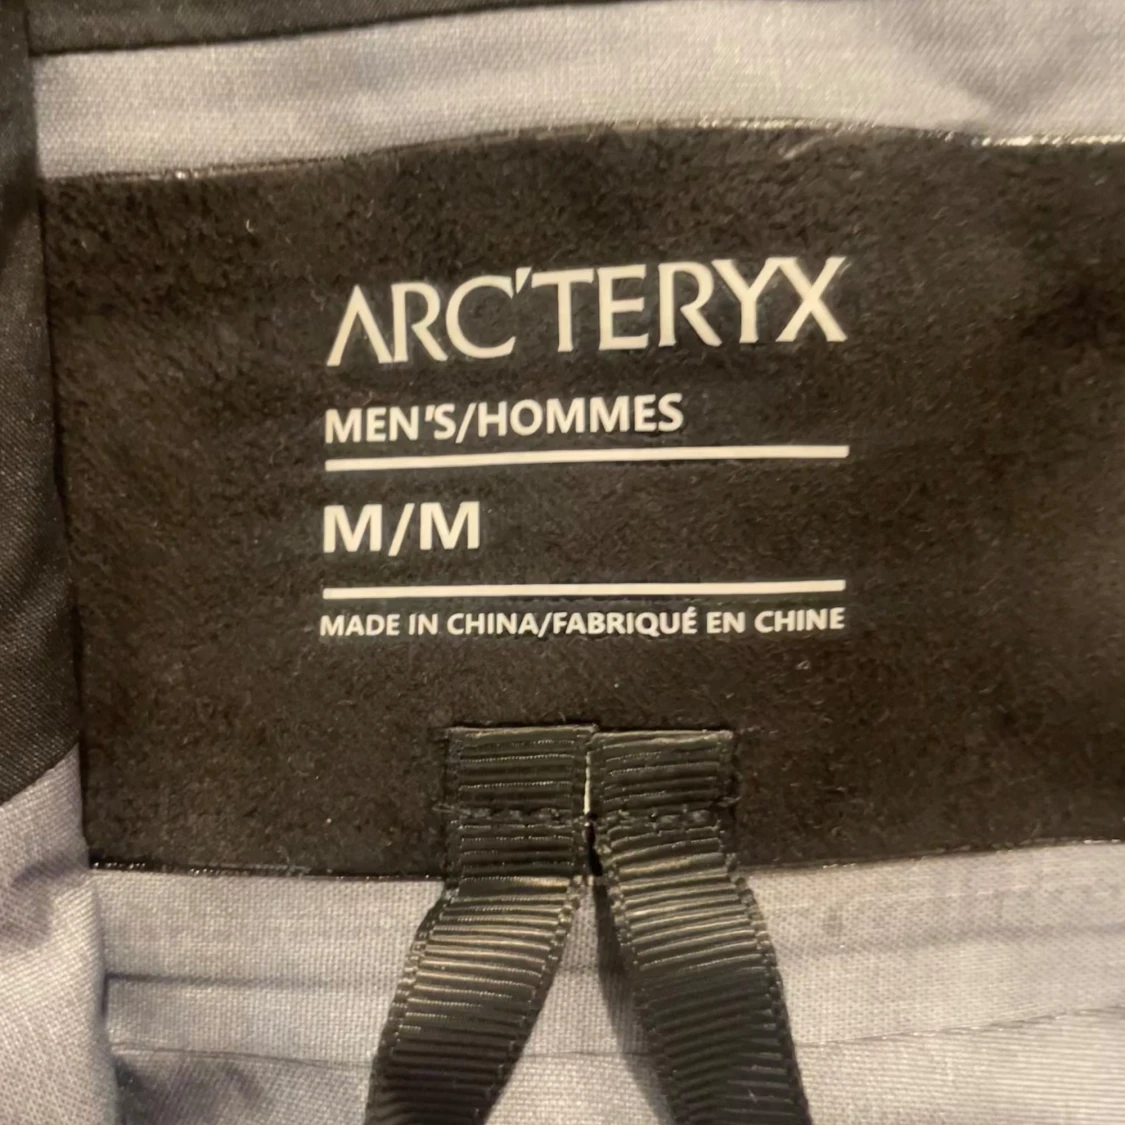 ARC'TERYX
MEN'S/HOMMES
M/M
MADE IN CHINA/FABRIQUÉ EN CHINE